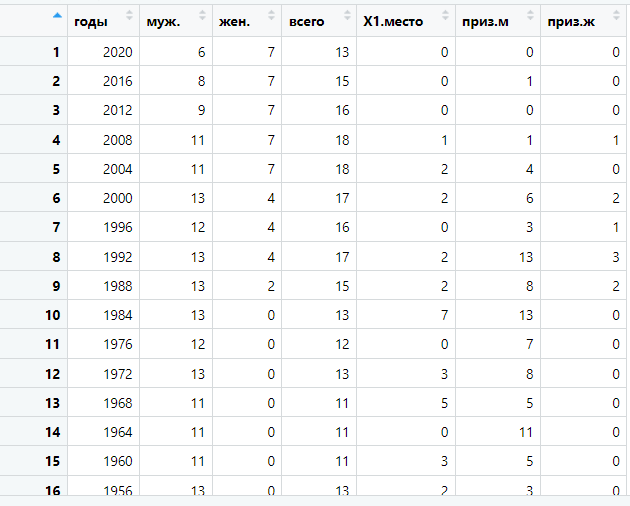 годы муж. жен. всего X1.место приз.м приз.ж
1 2020 6 7 13 0 0 0
2 2016 8 7 15 0 1 0
3 2012 9 7 16 0 0 0
4 2008 11 7 18 1 1 1
5 2004 11 7 18 2 4 0
6 2000 13 4 17 2 6 2
7 1996 12 4 16 0 3 1
8 1992 13 4 17 2 13 3
9 1988 13 2 15 2 8 2
10 1984 13 0 13 7 13 0
11 1976 12 0 12 0 7 0
12 1972 13 0 13 3 8 0
13 1968 11 0 11 5 5 0
14 1964 11 0 11 0 11 0
15 1960 11 0 11 3 5 0
16 1956 13 0 13 2 3 0